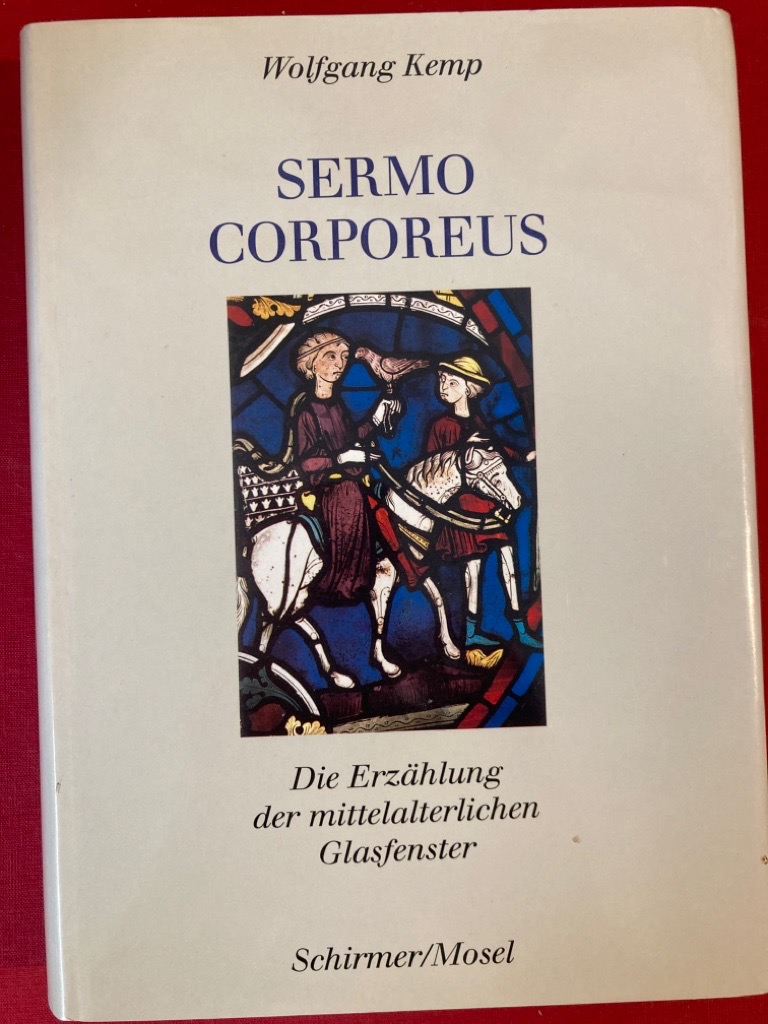 Wolfgang Kemp
SERMO
CORPOREUS
Die Erzählung
der mittelalterlichen
Glasfenster
Schirmer/Mosel